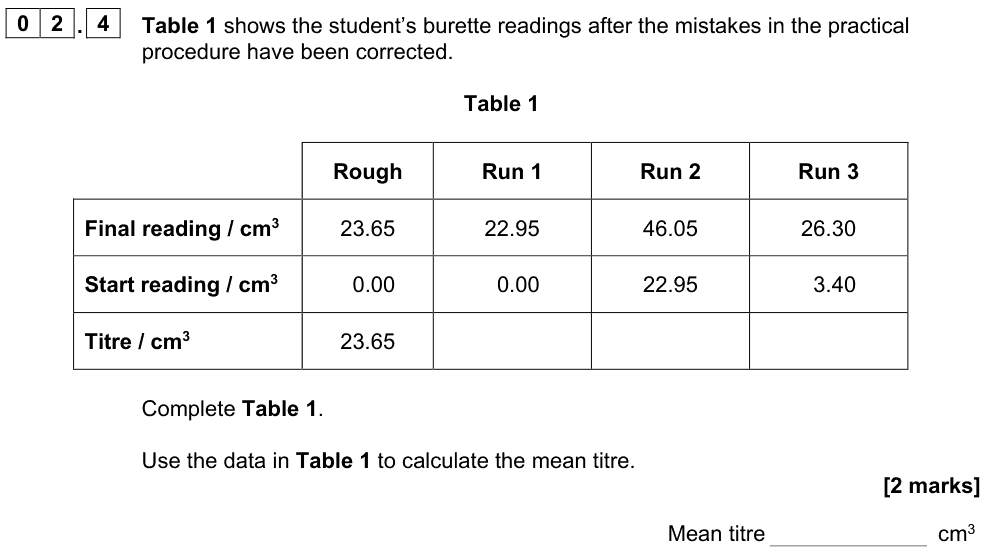 0 2 . 4 Table 1 shows the student's burette readings after the mistakes in the practical
procedure have been corrected.
Table 1
Rough Run 1 Run 2 Run 3
Final reading / cm³ 23.65 22.95 46.05 26.30
Start reading / cm³ 0.00 0.00 22.95 3.40
Titre / cm³ 23.65
Complete Table 1.
Use the data in Table 1 to calculate the mean titre.
[2 marks]
Mean titre ______________ cm³